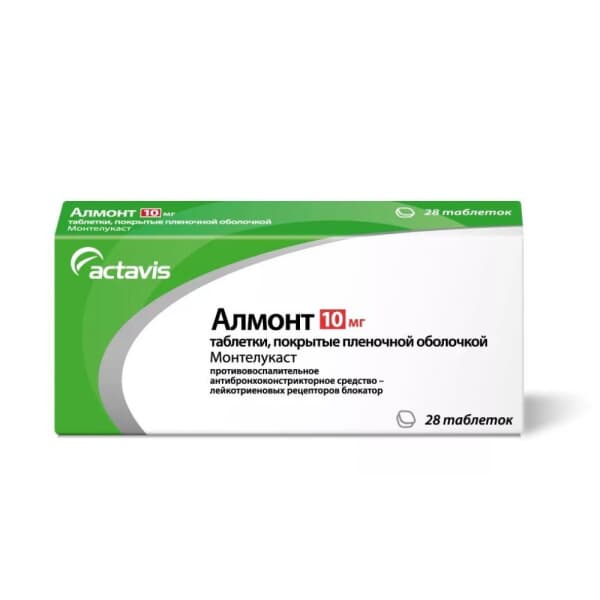 Алмонт 10 мг
таблетки, покрытые пленочной оболочкой
Монтелукаст
28 таблеток
actavis
Алмонт 10 мг
таблетки, покрытые пленочной оболочкой
Монтелукаст
противовоспалительное
антибронхоконстрикторное средство –
лейкотриеновых рецепторов блокатор
28 таблеток